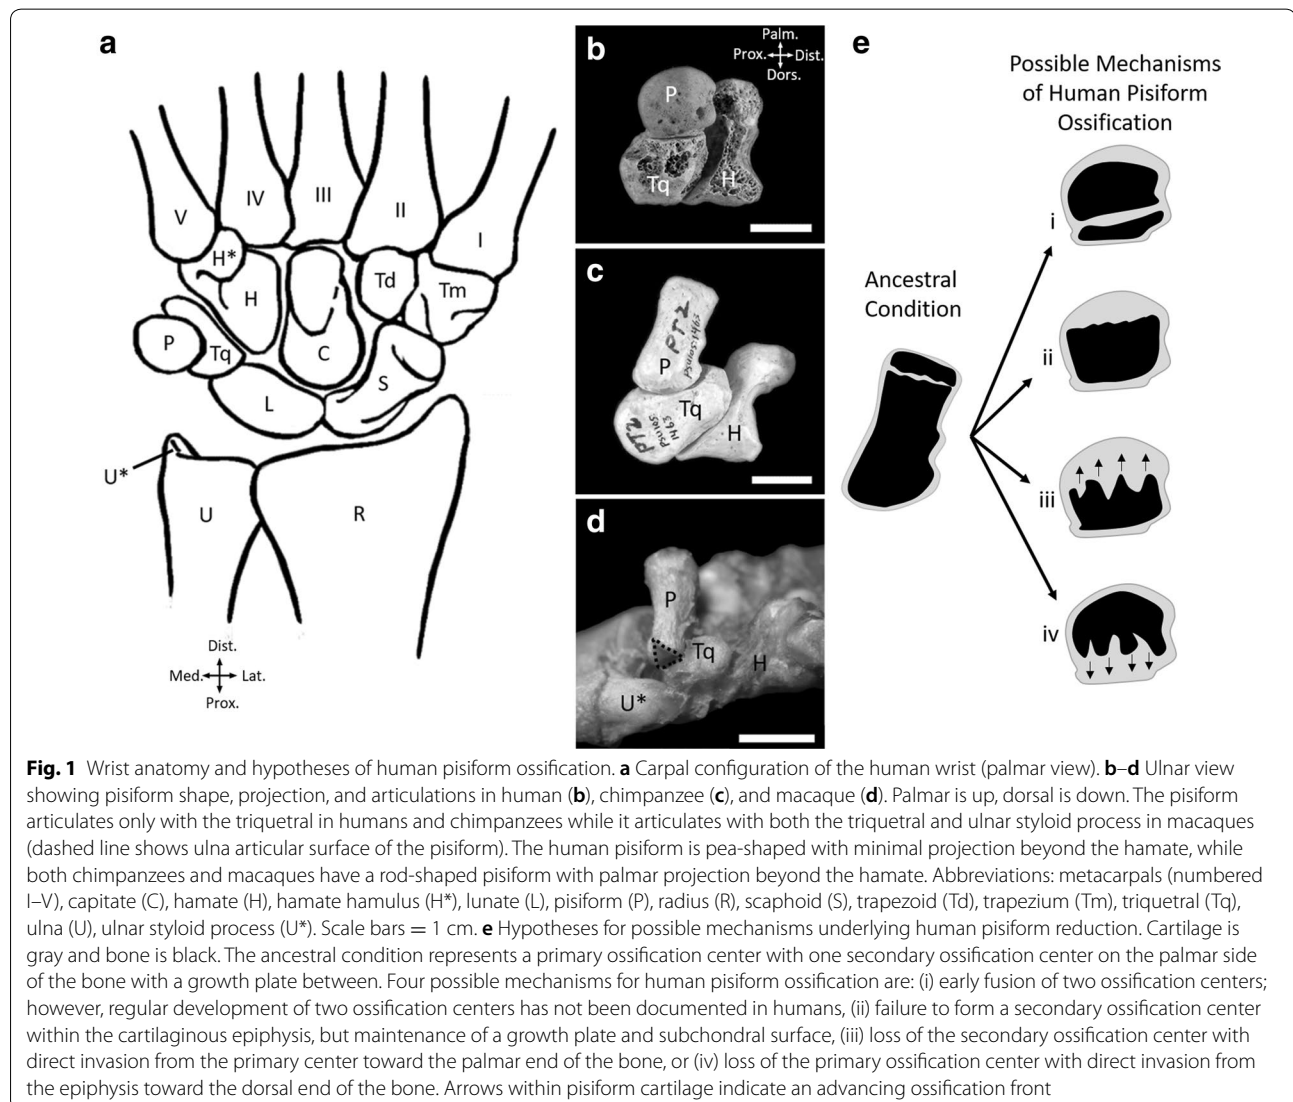 a
V
IV
III
II
I
H*
H
Td
Tm
P
Tq
C
S
L
U*
U
R
Dist.
Med.
Lat.
Prox.
b
Palm.
Prox.
Dist.
Dors.
P
Tq
H
c
PT2
PSU105-1463
P
Tq
H
PT2
PSU105
1463
d
P
Tq
H
U*
e
Possible Mechanisms
of Human Pisiform
Ossification
Ancestral
Condition
i
ii
iii
iv
Fig. 1 Wrist anatomy and hypotheses of human pisiform ossification. a Carpal configuration of the human wrist (palmar view). b–d Ulnar view
showing pisiform shape, projection, and articulations in human (b), chimpanzee (c), and macaque (d). Palmar is up, dorsal is down. The pisiform
articulates only with the triquetral in humans and chimpanzees while it articulates with both the triquetral and ulnar styloid process in macaques
(dashed line shows ulna articular surface of the pisiform). The human pisiform is pea-shaped with minimal projection beyond the hamate, while
both chimpanzees and macaques have a rod-shaped pisiform with palmar projection beyond the hamate. Abbreviations: metacarpals (numbered
I–V), capitate (C), hamate (H), hamate hamulus (H*), lunate (L), pisiform (P), radius (R), scaphoid (S), trapezoid (Td), trapezium (Tm), triquetral (Tq),
ulna (U), ulnar styloid process (U*). Scale bars = 1 cm. e Hypotheses for possible mechanisms underlying human pisiform reduction. Cartilage is
gray and bone is black. The ancestral condition represents a primary ossification center with one secondary ossification center on the palmar side
of the bone with a growth plate between. Four possible mechanisms for human pisiform ossification are: (i) early fusion of two ossification centers;
however, regular development of two ossification centers has not been documented in humans, (ii) failure to form a secondary ossification center
within the cartilaginous epiphysis, but maintenance of a growth plate and subchondral surface, (iii) loss of the secondary ossification center with
direct invasion from the primary center toward the palmar end of the bone, or (iv) loss of the primary ossification center with direct invasion from
the epiphysis toward the dorsal end of the bone. Arrows within pisiform cartilage indicate an advancing ossification front